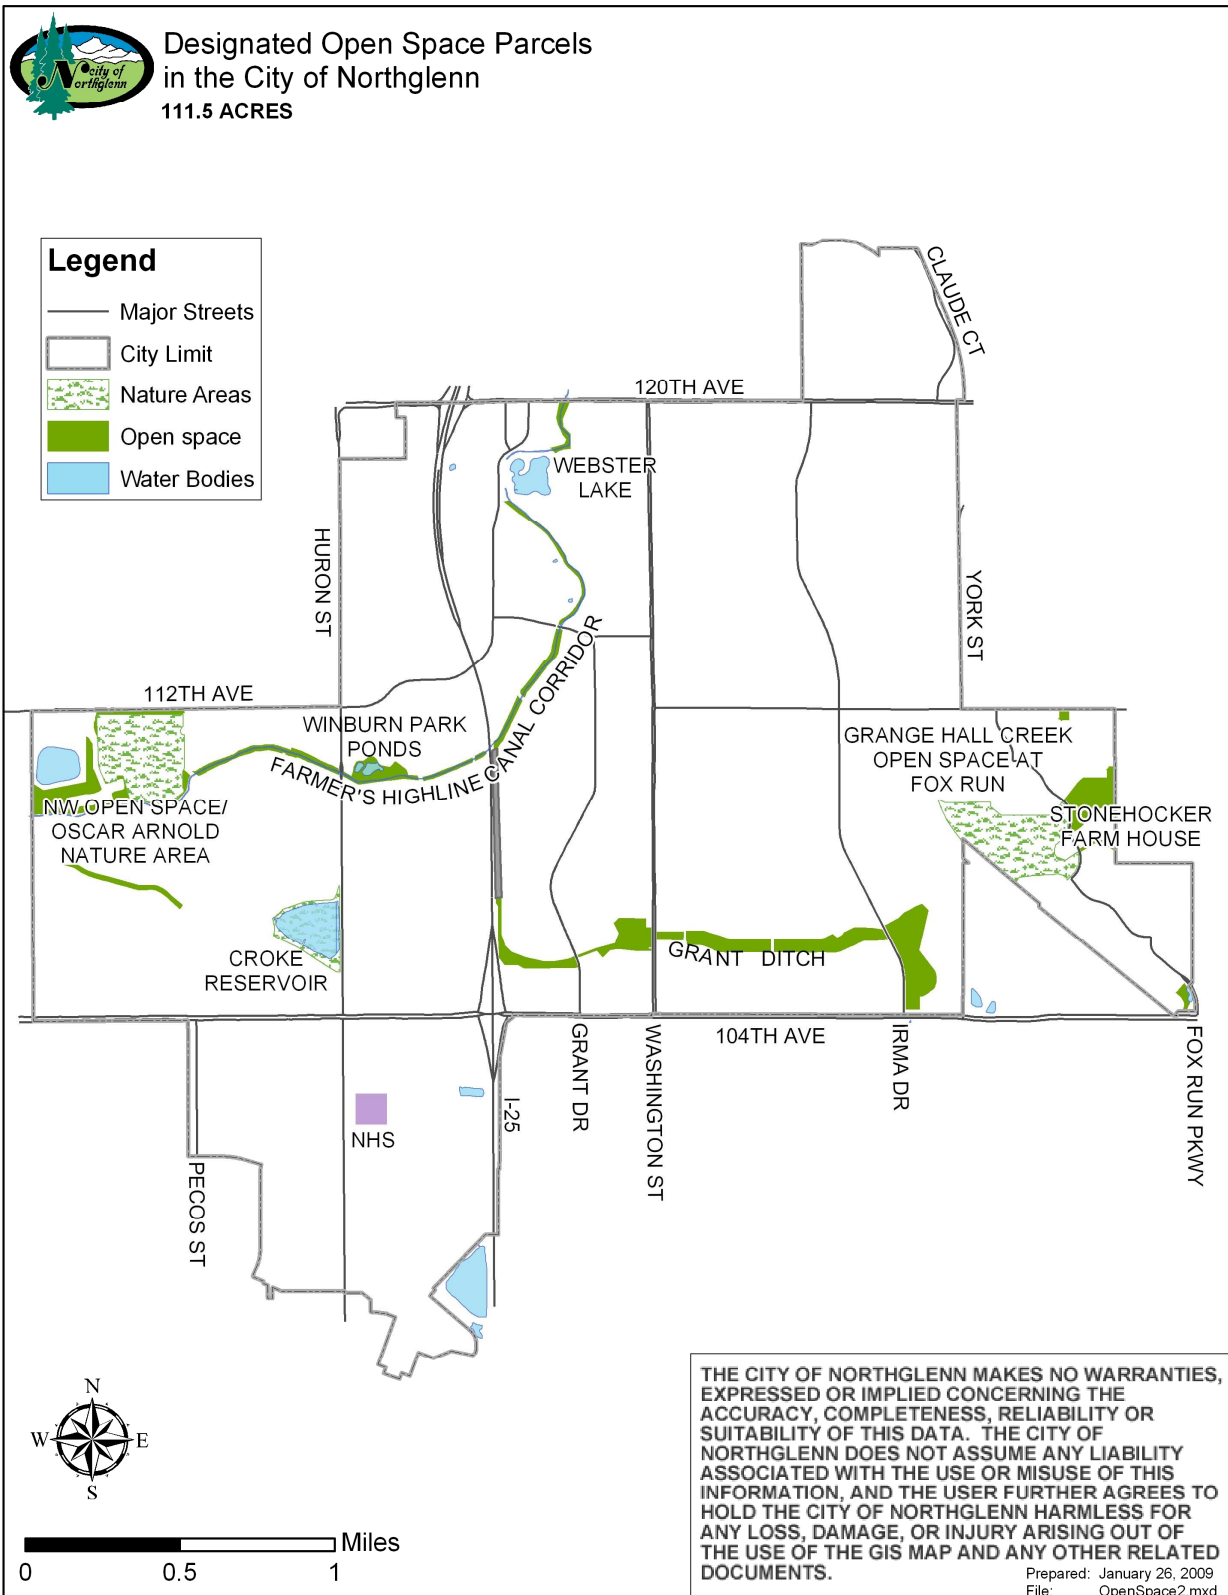 City of
Northglenn
Designated Open Space Parcels
in the City of Northglenn
111.5 ACRES
Legend
Major Streets
City Limit
Nature Areas
Open space
Water Bodies
CLAUDE CT
120TH AVE
WEBSTER
LAKE
HURON ST
YORK ST
112TH AVE
WINBURN PARK
PONDS
FARMER'S HIGHLINE CANAL CORRIDOR
GRANGE HALL CREEK
OPEN SPACE AT
FOX RUN
NW OPEN SPACE/
OSCAR ARNOLD
NATURE AREA
STONEHOCKER
FARM HOUSE
CROKE
RESERVOIR
GRANT DITCH
104TH AVE
GRANT DR
WASHINGTON ST
IRMA DR
FOX RUN PKWY
I-25
NHS
PECOS ST
N
W
E
S
Miles
0
0.5
1
THE CITY OF NORTHGLENN MAKES NO WARRANTIES,
EXPRESSED OR IMPLIED CONCERNING THE
ACCURACY, COMPLETENESS, RELIABILITY OR
SUITABILITY OF THIS DATA. THE CITY OF
NORTHGLENN DOES NOT ASSUME ANY LIABILITY
ASSOCIATED WITH THE USE OR MISUSE OF THIS
INFORMATION, AND THE USER FURTHER AGREES TO
HOLD THE CITY OF NORTHGLENN HARMLESS FOR
ANY LOSS, DAMAGE, OR INJURY ARISING OUT OF
THE USE OF THE GIS MAP AND ANY OTHER RELATED
DOCUMENTS.
Prepared: January 26, 2009
File: OpenSpace2.mxd